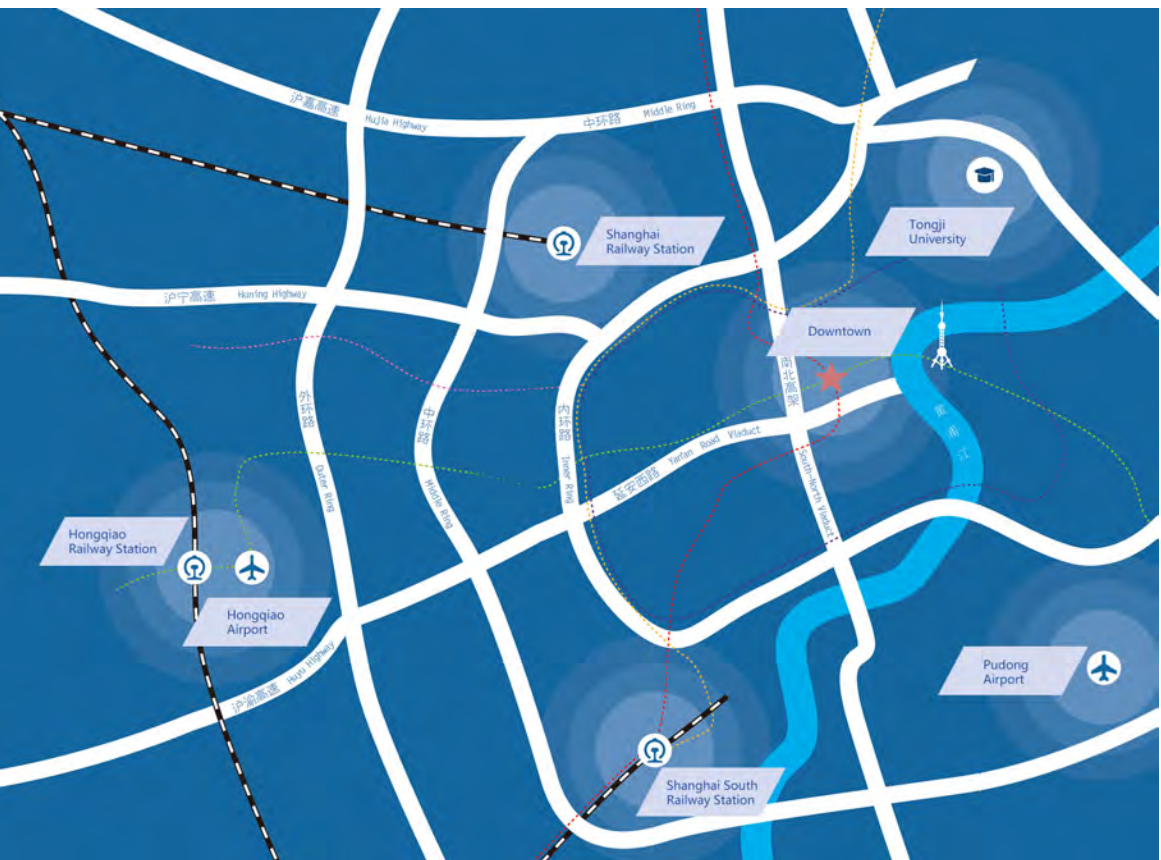 沪嘉高速 Hujia Highway
中环路 Middle Ring
Shanghai
Railway Station
Tongji
University
沪宁高速 Huning Highway
Downtown
南北高架 South-North Viaduct
外环路 Outer Ring
中环路 Middle Ring
内环路 Inner Ring
延安西路 Yan'an Road Viaduct
黄浦江
Hongqiao
Railway Station
Hongqiao
Airport
沪渝高速 Huyu Highway
Pudong
Airport
Shanghai South
Railway Station